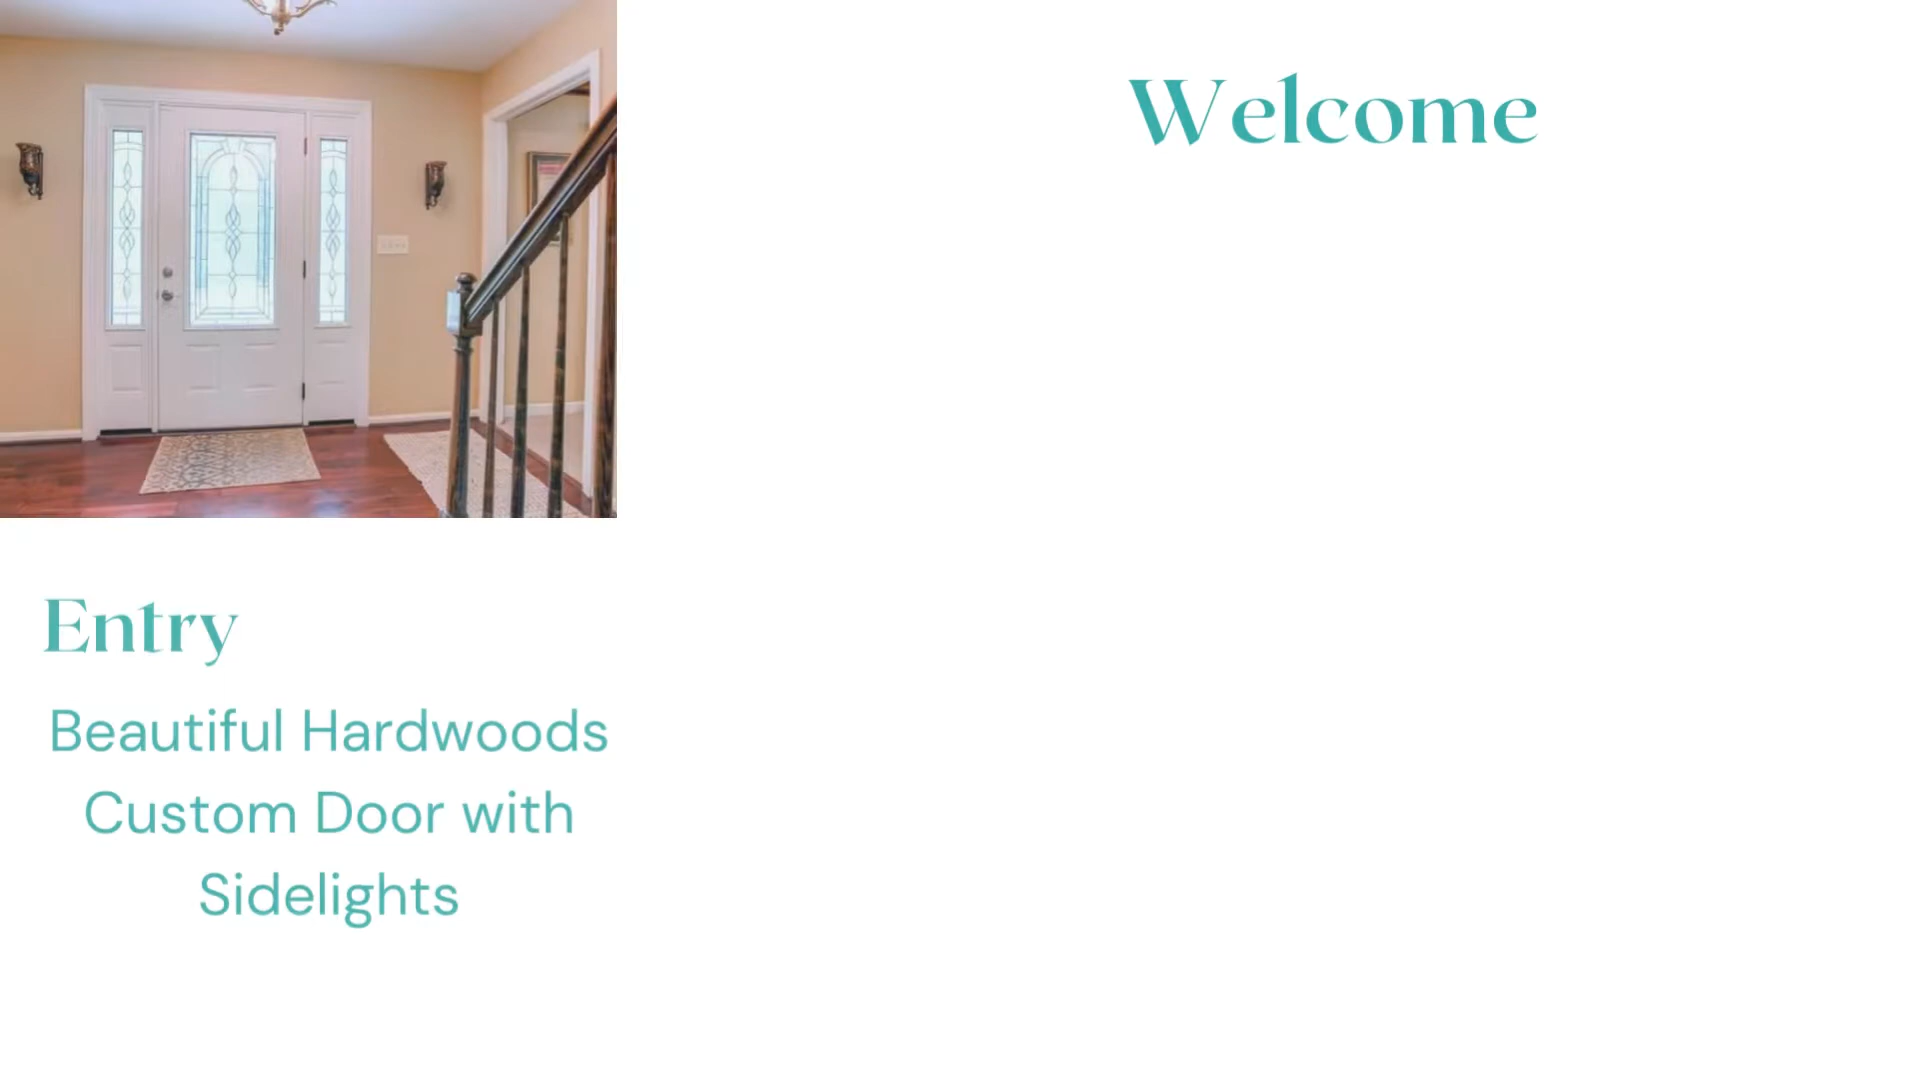 Welcome
Entry
Beautiful Hardwoods
Custom Door with
Sidelights